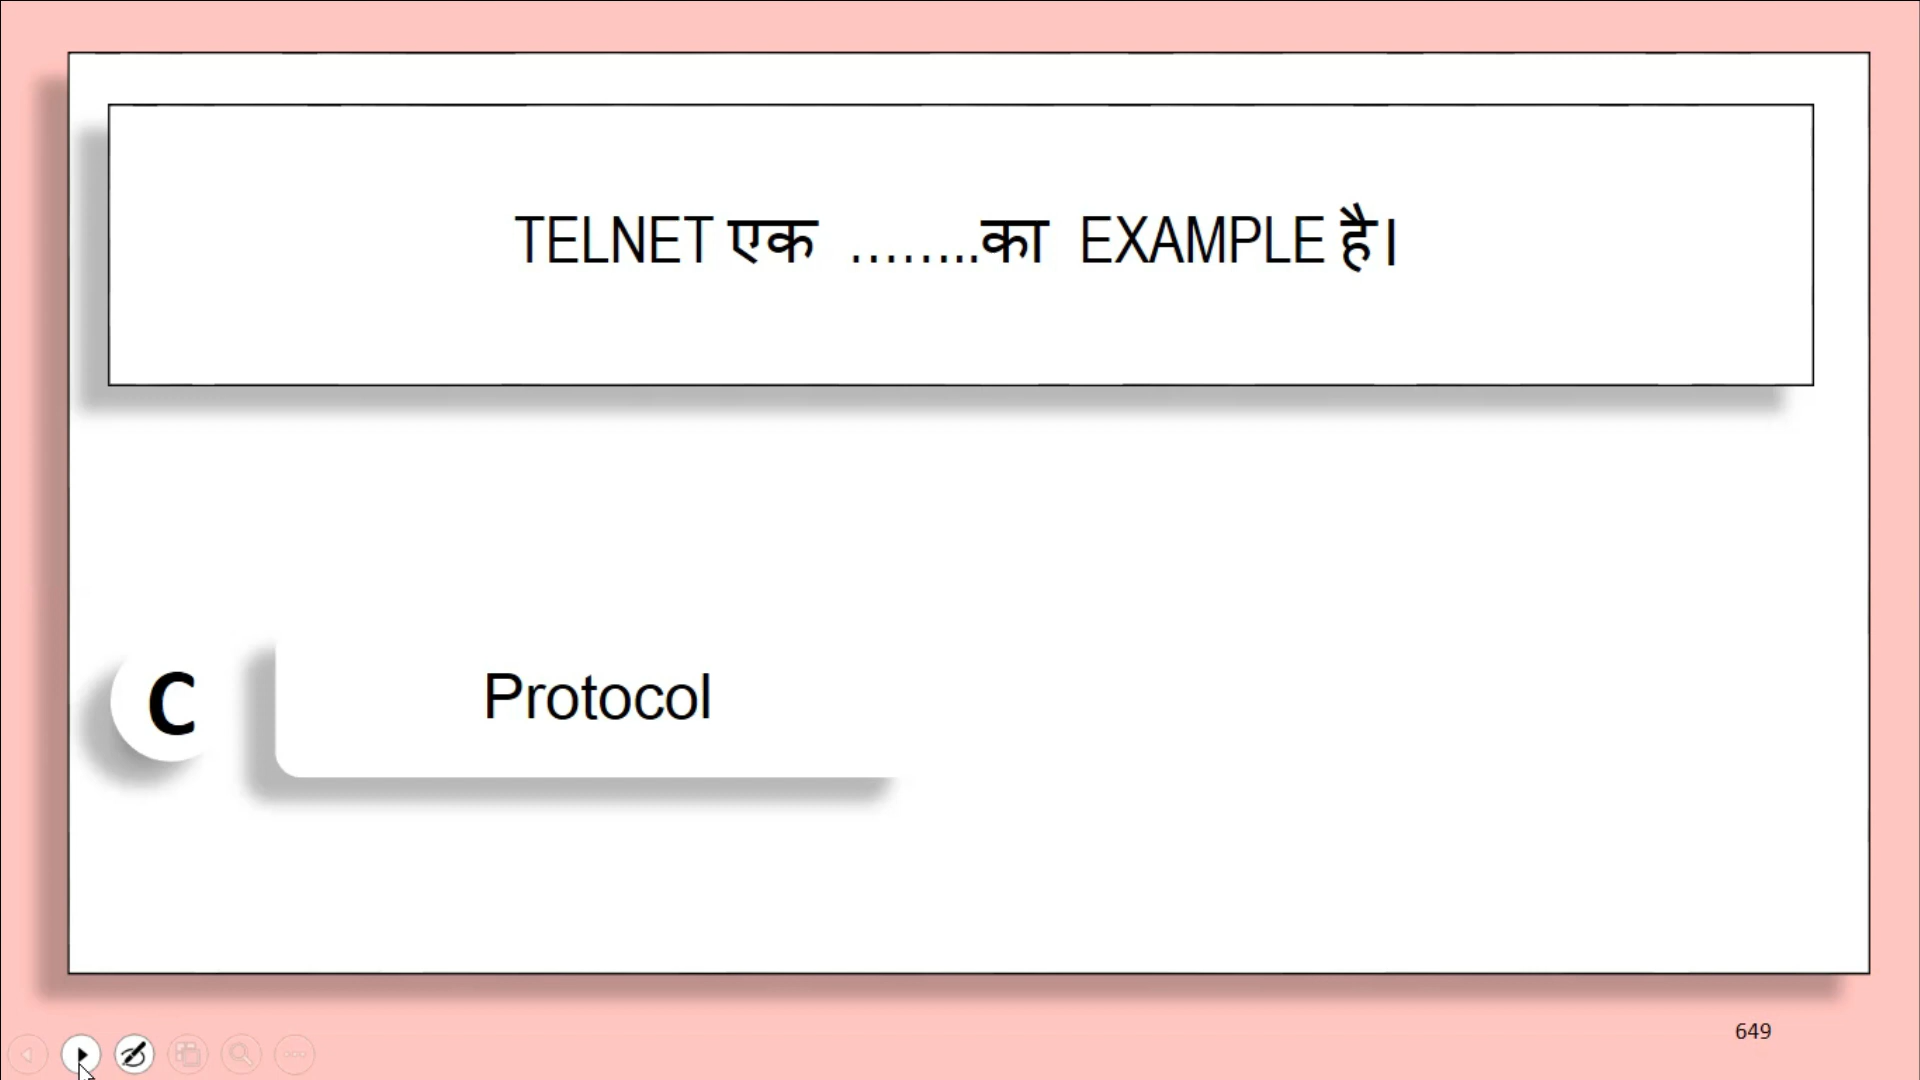 TELNET एक ........का EXAMPLE है।
C Protocol
649